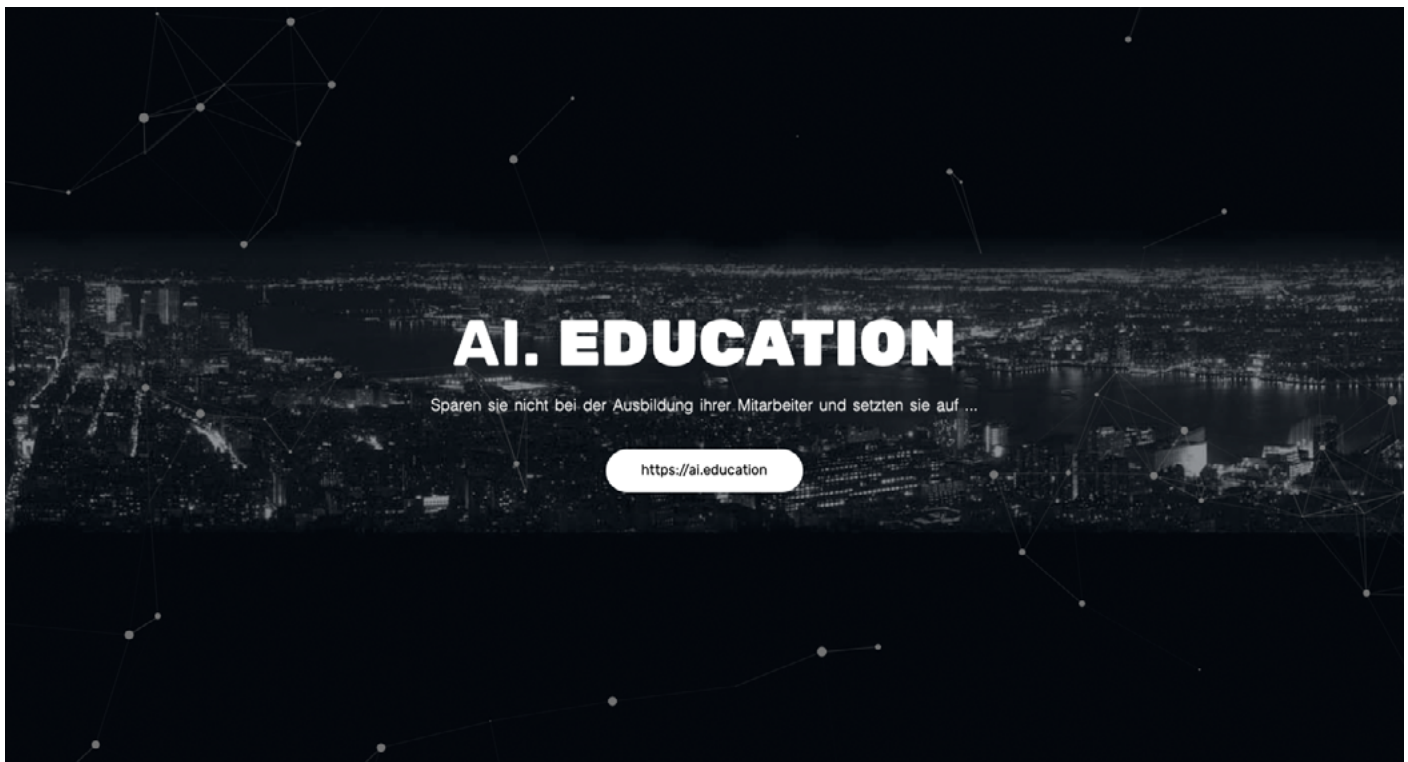 AI. EDUCATION
Sparen sie nicht bei der Ausbildung ihrer Mitarbeiter und setzten sie auf ...
https://ai.education